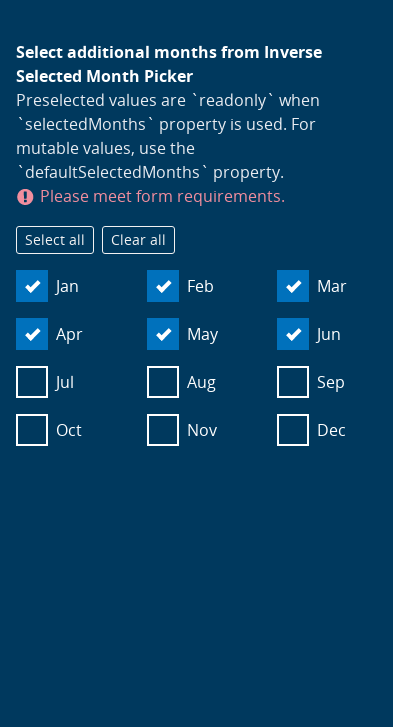 Select additional months from Inverse
Selected Month Picker
Preselected values are `readonly` when
`selectedMonths` property is used. For
mutable values, use the
`defaultSelectedMonths` property.
Please meet form requirements.
Select all Clear all
Jan Feb Mar
Apr May Jun
Jul Aug Sep
Oct Nov Dec